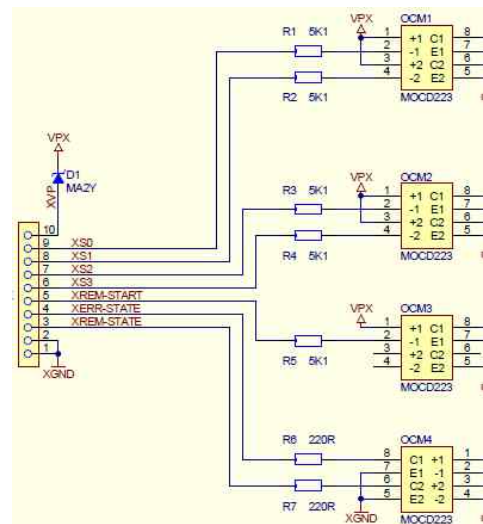 OCM1
VPX
R1 5K1
1 +1 C1 8
2 -1 E1 7
3 +2 C2 6
4 -2 E2 5
R2 5K1
MOCD223
VPX
D1
MA2Y
XVP
OCM2
VPX
R3 5K1
1 +1 C1 8
2 -1 E1 7
3 +2 C2 6
4 -2 E2 5
R4 5K1
MOCD223
10
9 XS0
8 XS1
7 XS2
6 XS3
5 XREM-START
4 XERR-STATE
3 XREM-STATE
2
1
XGND
OCM3
VPX
1 +1 C1 8
2 -1 E1 7
3 +2 C2 6
4 -2 E2 5
R5 5K1
MOCD223
OCM4
R6 220R
8 C1 +1 1
7 E1 -1 2
6 C2 +2 3
5 E2 -2 4
R7 220R
XGND
MOCD223